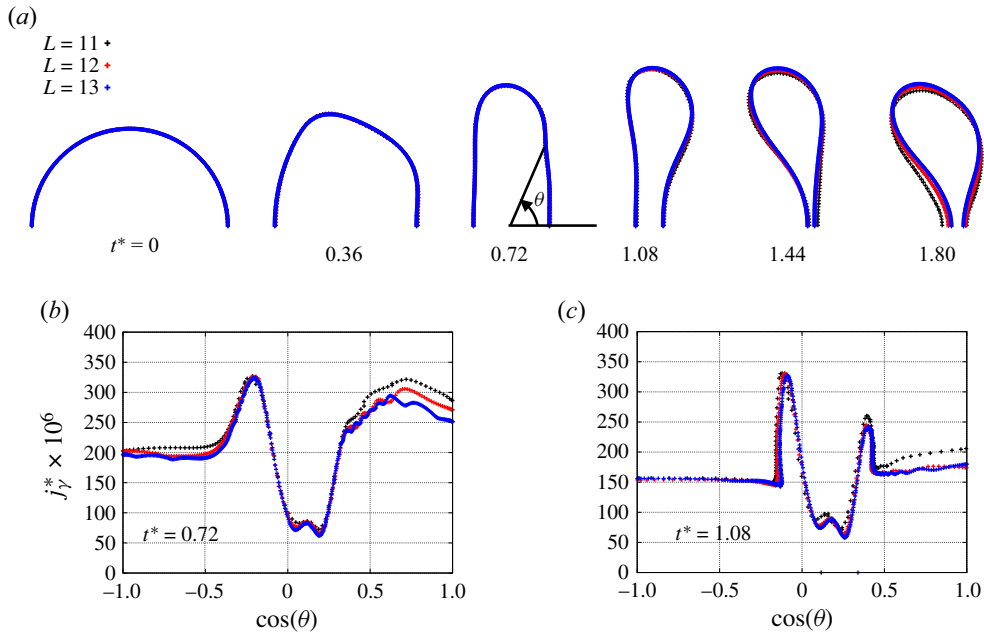 (a)
L = 11
L = 12
L = 13
θ
t* = 0
0.36
0.72
1.08
1.44
1.80
(b)
(c)
400
350
300
250
200
150
100
50
0
j*γ × 10^6
t* = 0.72
–1.0
–0.5
0
0.5
1.0
cos(θ)
400
350
300
250
200
150
100
50
0
t* = 1.08
–1.0
–0.5
0
0.5
1.0
cos(θ)